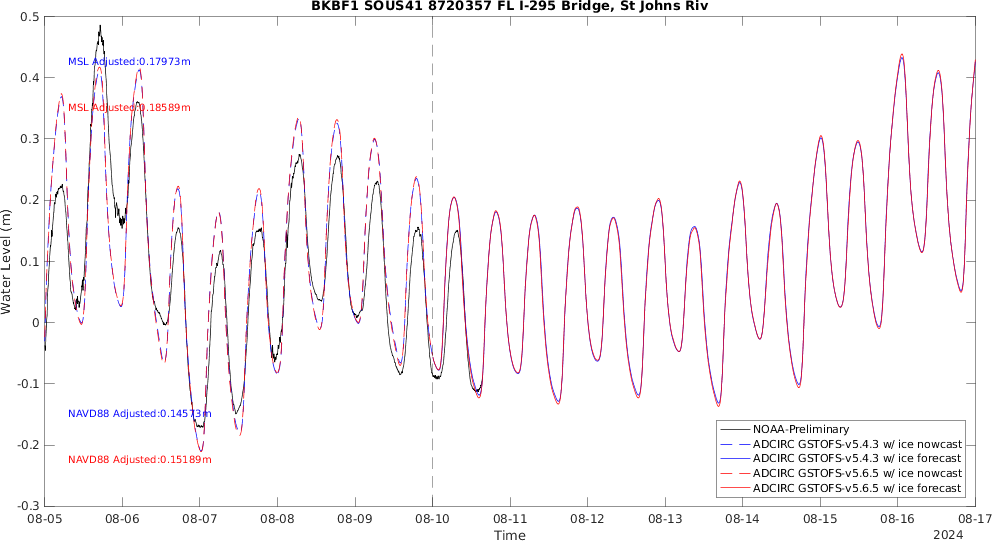 BKBF1 SOUS41 8720357 FL I-295 Bridge, St Johns Riv
0.5
0.4
0.3
0.2
0.1
0
-0.1
-0.2
-0.3
Water Level (m)
MSL Adjusted:0.17973m
MSL Adjusted:0.18589m
NAVD88 Adjusted:0.14573m
NAVD88 Adjusted:0.15189m
NOAA-Preliminary
ADCIRC GSTOFS-v5.4.3 w/ ice nowcast
ADCIRC GSTOFS-v5.4.3 w/ ice forecast
ADCIRC GSTOFS-v5.6.5 w/ ice nowcast
ADCIRC GSTOFS-v5.6.5 w/ ice forecast
08-05 08-06 08-07 08-08 08-09 08-10 08-11 08-12 08-13 08-14 08-15 08-16 08-17
Time
2024